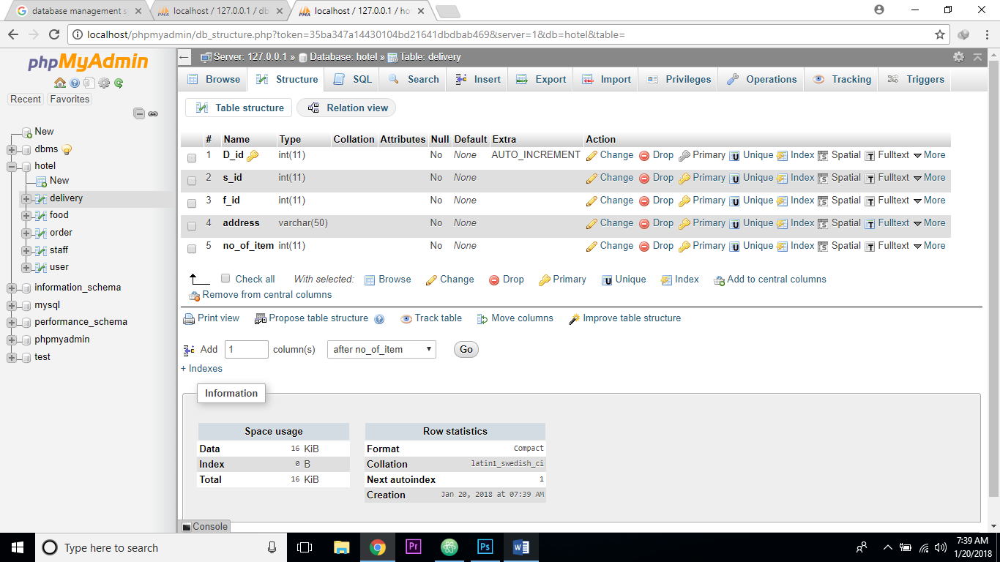 database management s
localhost / 127.0.0.1 / db
localhost / 127.0.0.1 / ho
localhost/phpmyadmin/db_structure.php?token=35ba347a14430104bd21641dbdbab469&server=1&db=hotel&table=
phpMyAdmin
Recent Favorites
New
dbms
hotel
New
delivery
food
order
staff
user
information_schema
mysql
performance_schema
phpmyadmin
test
Server: 127.0.0.1 » Database: hotel » Table: delivery
Browse Structure SQL Search Insert Export Import Privileges Operations Tracking Triggers
Table structure Relation view
# Name Type Collation Attributes Null Default Extra Action
1 D_id int(11) No None AUTO_INCREMENT Change Drop Primary Unique Index Spatial Fulltext More
2 s_id int(11) No None Change Drop Primary Unique Index Spatial Fulltext More
3 f_id int(11) No None Change Drop Primary Unique Index Spatial Fulltext More
4 address varchar(50) No None Change Drop Primary Unique Index Spatial Fulltext More
5 no_of_item int(11) No None Change Drop Primary Unique Index Spatial Fulltext More
Check all With selected: Browse Change Drop Primary Unique Index Add to central columns
Remove from central columns
Print view Propose table structure Track table Move columns Improve table structure
Add 1 column(s) after no_of_item Go
+ Indexes
Information
Space usage
Data 16 KiB
Index 0 B
Total 16 KiB
Row statistics
Format Compact
Collation latin1_swedish_ci
Next autoindex 1
Creation Jan 20, 2018 at 07:39 AM
Console
Type here to search
Pr
Ps
W
7:39 AM
1/20/2018